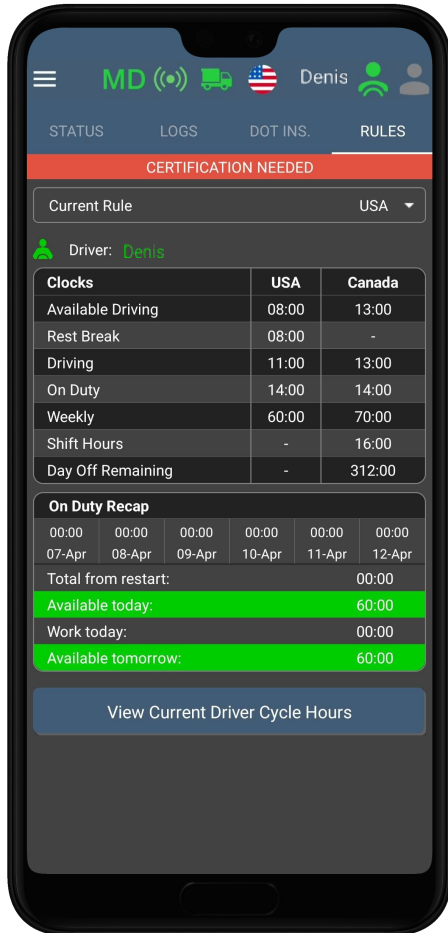 MD Denis
STATUS LOGS DOT INS. RULES
CERTIFICATION NEEDED
Current Rule USA
Driver: Denis
Clocks USA Canada
Available Driving 08:00 13:00
Rest Break 08:00 -
Driving 11:00 13:00
On Duty 14:00 14:00
Weekly 60:00 70:00
Shift Hours - 16:00
Day Off Remaining - 312:00
On Duty Recap
00:00 00:00 00:00 00:00 00:00 00:00
07-Apr 08-Apr 09-Apr 10-Apr 11-Apr 12-Apr
Total from restart: 00:00
Available today: 60:00
Work today: 00:00
Available tomorrow: 60:00
View Current Driver Cycle Hours